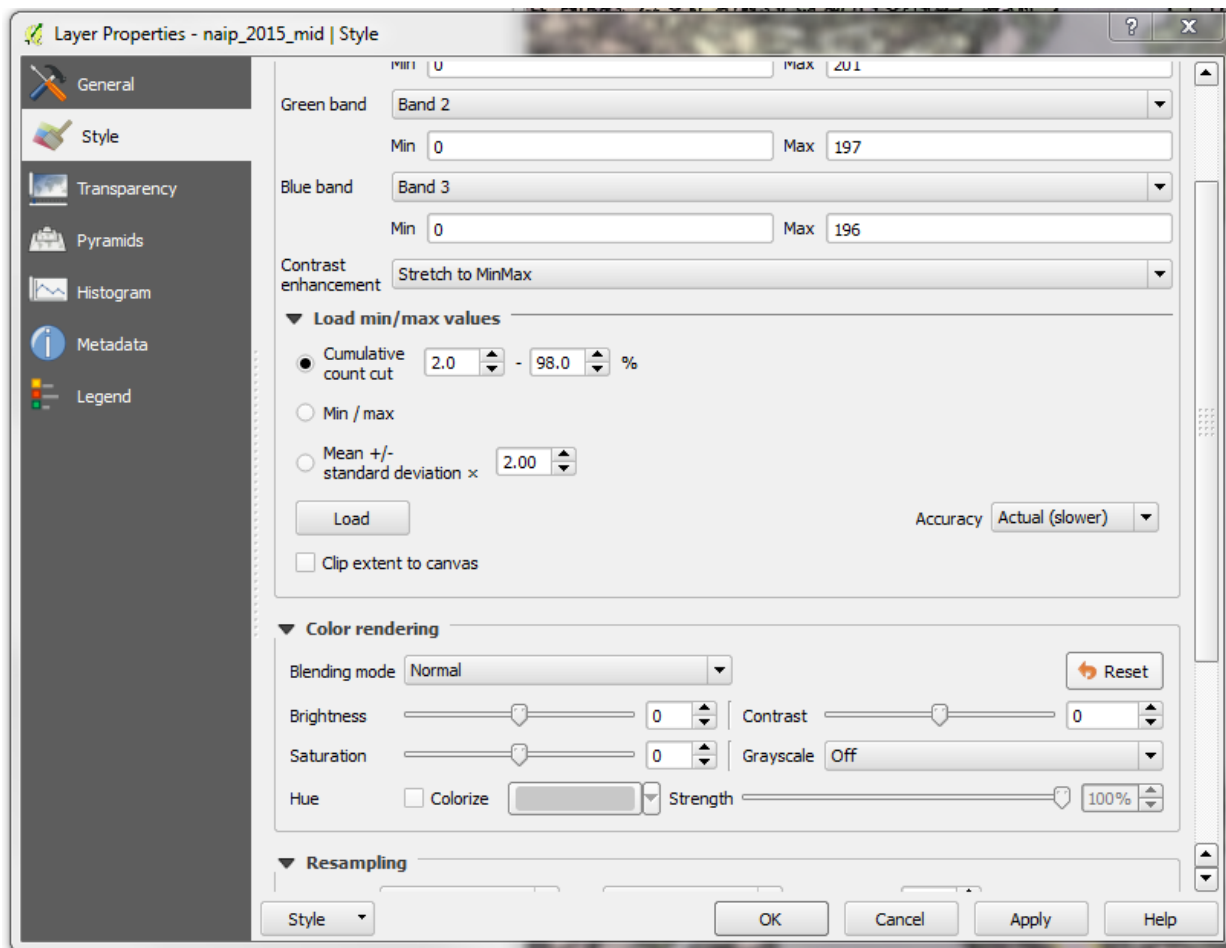 Layer Properties - naip_2015_mid | Style
General
Style
Transparency
Pyramids
Histogram
Metadata
Legend
Min 0 Max 201
Green band Band 2
Min 0 Max 197
Blue band Band 3
Min 0 Max 196
Contrast
enhancement Stretch to MinMax
Load min/max values
Cumulative
count cut 2.0 - 98.0 %
Min / max
Mean +/-
standard deviation × 2.00
Load Accuracy Actual (slower)
Clip extent to canvas
Color rendering
Blending mode Normal Reset
Brightness 0 Contrast 0
Saturation 0 Grayscale Off
Hue Colorize Strength 100%
Resampling
Style OK Cancel Apply Help